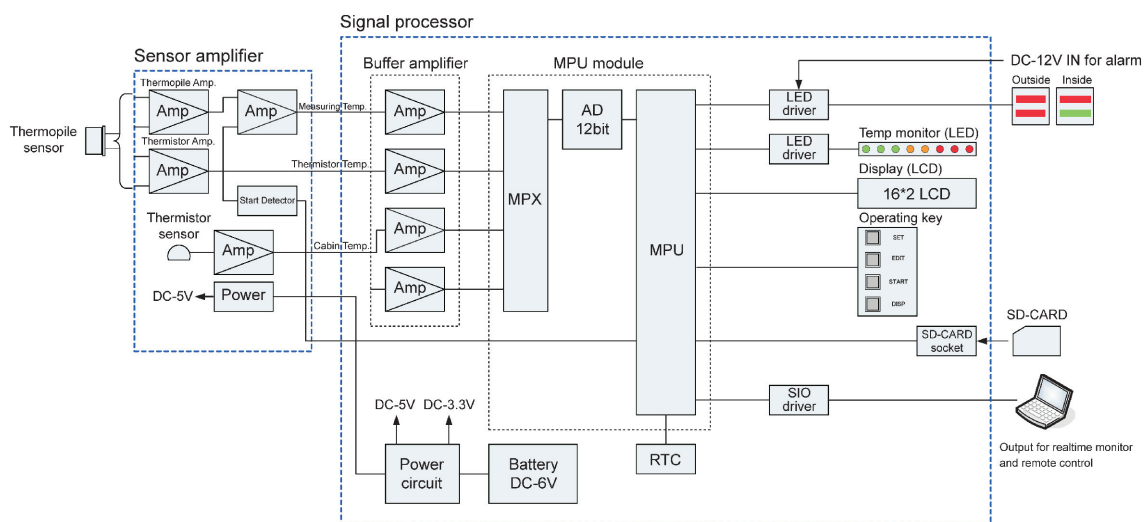 Signal processor
Sensor amplifier
Buffer amplifier
MPU module
DC-12V IN for alarm
Outside
Inside
Thermopile Amp.
Amp
Amp
Measuring Temp.
Amp
AD
12bit
LED
driver
Thermopile
sensor
Thermistor Amp.
Amp
Thermistor Temp.
Amp
LED
driver
Temp monitor (LED)
Display (LCD)
16*2 LCD
Start Detector
MPX
MPU
Thermistor
sensor
Amp
Cabin Temp.
Amp
Operating key
SET
EDIT
START
DISP
DC-5V
Power
Amp
SD-CARD
SD-CARD
socket
DC-5V
DC-3.3V
SIO
driver
Power
circuit
Battery
DC-6V
RTC
Output for realtime monitor
and remote control